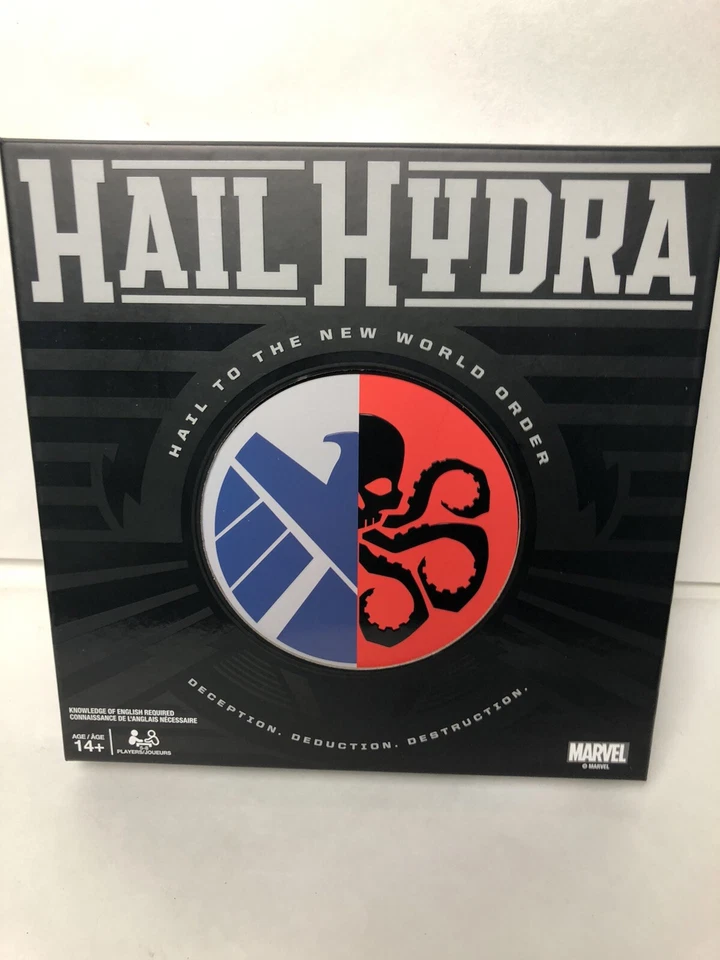 HAIL HYDRA
HAIL TO THE NEW WORLD ORDER
DECEPTION. DEDUCTION. DESTRUCTION.
KNOWLEDGE OF ENGLISH REQUIRED
CONNAISSANCE DE L'ANGLAIS NÉCESSAIRE
AGE / ÂGE
14+
PLAYERS/JOUEURS
MARVEL
© MARVEL